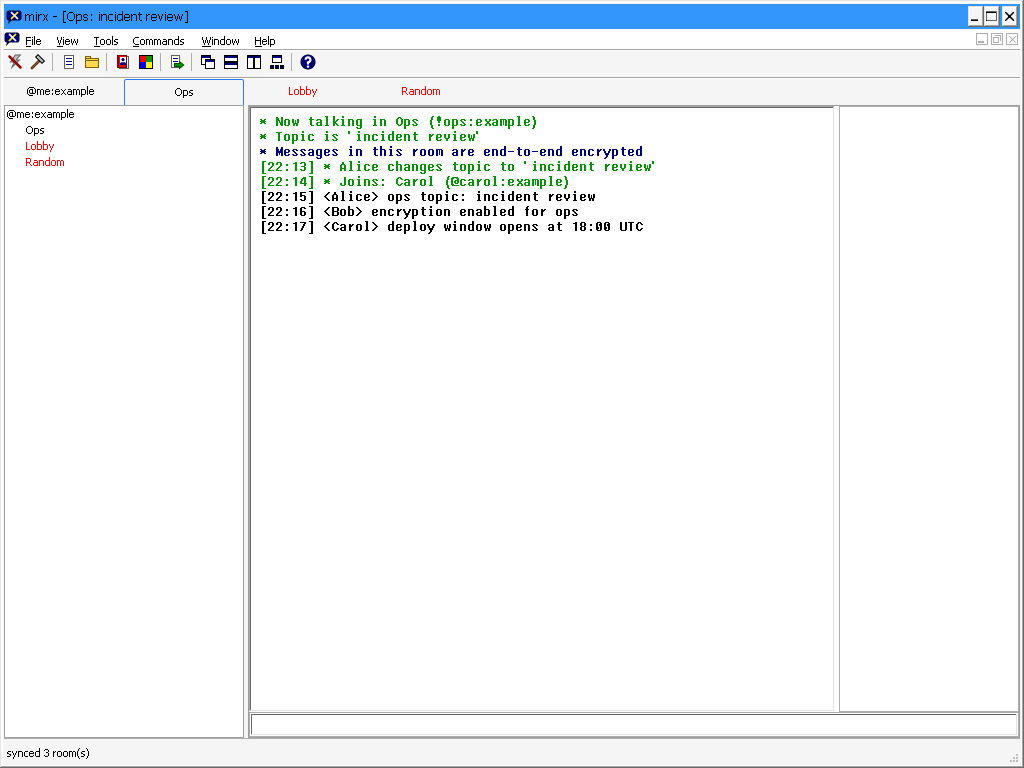 mirx - [Ops: incident review]
File View Tools Commands Window Help
@me:example Ops Lobby Random
@me:example
Ops
Lobby
Random
* Now talking in Ops (!ops:example)
* Topic is 'incident review'
* Messages in this room are end-to-end encrypted
[22:13] * Alice changes topic to 'incident review'
[22:14] * Joins: Carol (@carol:example)
[22:15] <Alice> ops topic: incident review
[22:16] <Bob> encryption enabled for ops
[22:17] <Carol> deploy window opens at 18:00 UTC
synced 3 room(s)